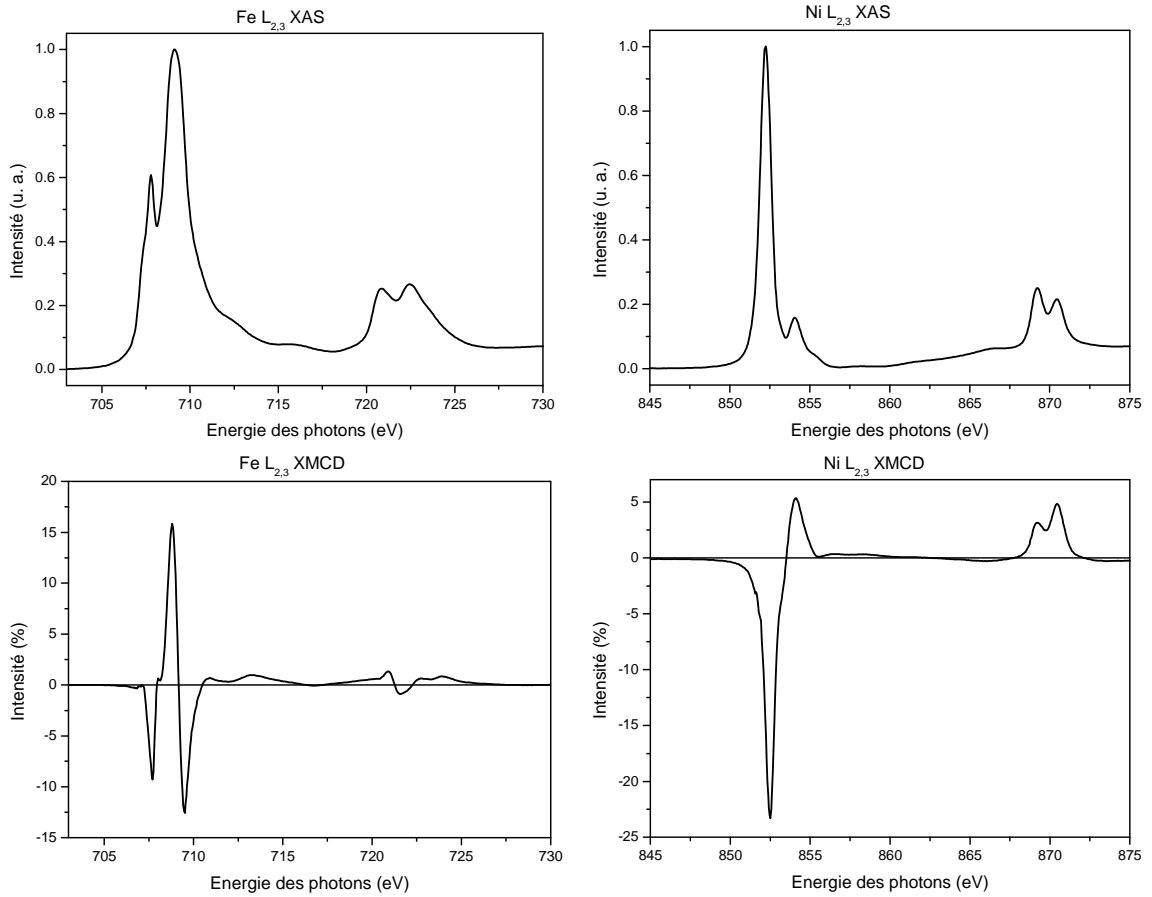 Fe L2,3 XAS
1.0
0.8
0.6
0.4
0.2
0.0
Intensité (u. a.)
705 710 715 720 725 730
Energie des photons (eV)
Ni L2,3 XAS
1.0
0.8
0.6
0.4
0.2
0.0
Intensité (u. a.)
845 850 855 860 865 870 875
Energie des photons (eV)
Fe L2,3 XMCD
20
15
10
5
0
-5
-10
-15
Intensité (%)
705 710 715 720 725 730
Energie des photons (eV)
Ni L2,3 XMCD
5
0
-5
-10
-15
-20
-25
Intensité (%)
845 850 855 860 865 870 875
Energie des photons (eV)